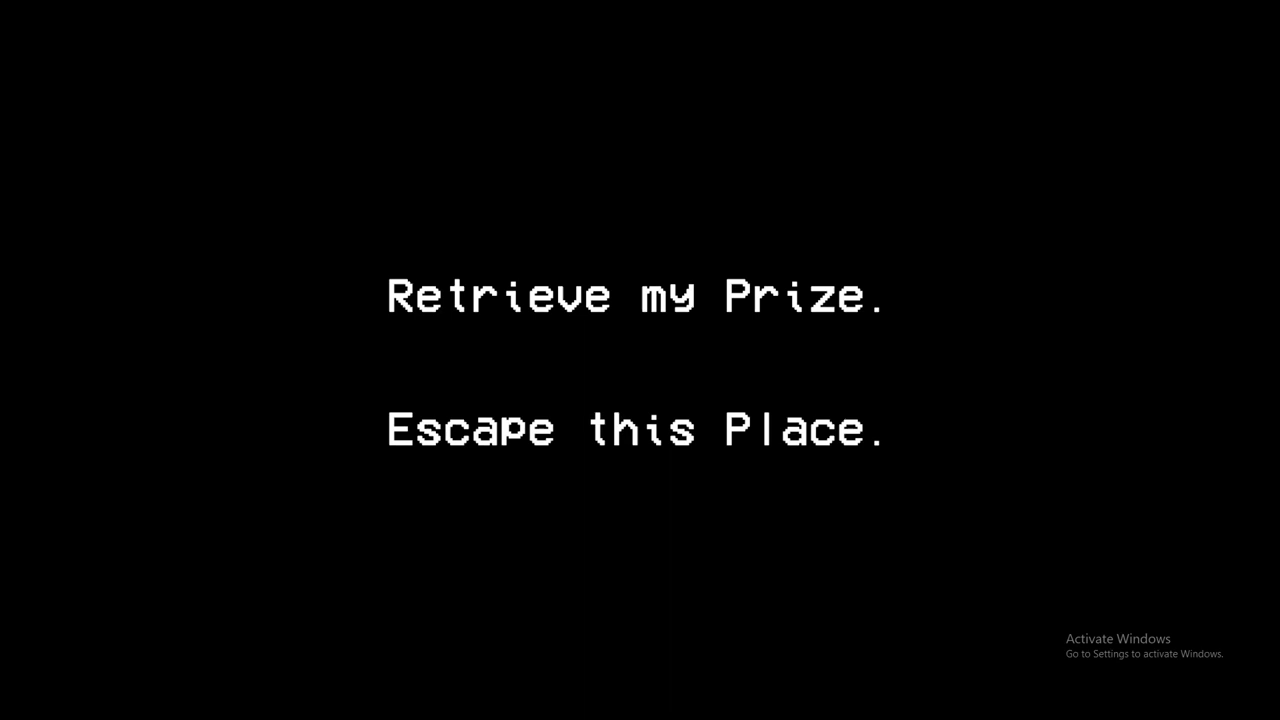 Retrieve my Prize.
Escape this Place.
Activate Windows
Go to Settings to activate Windows.